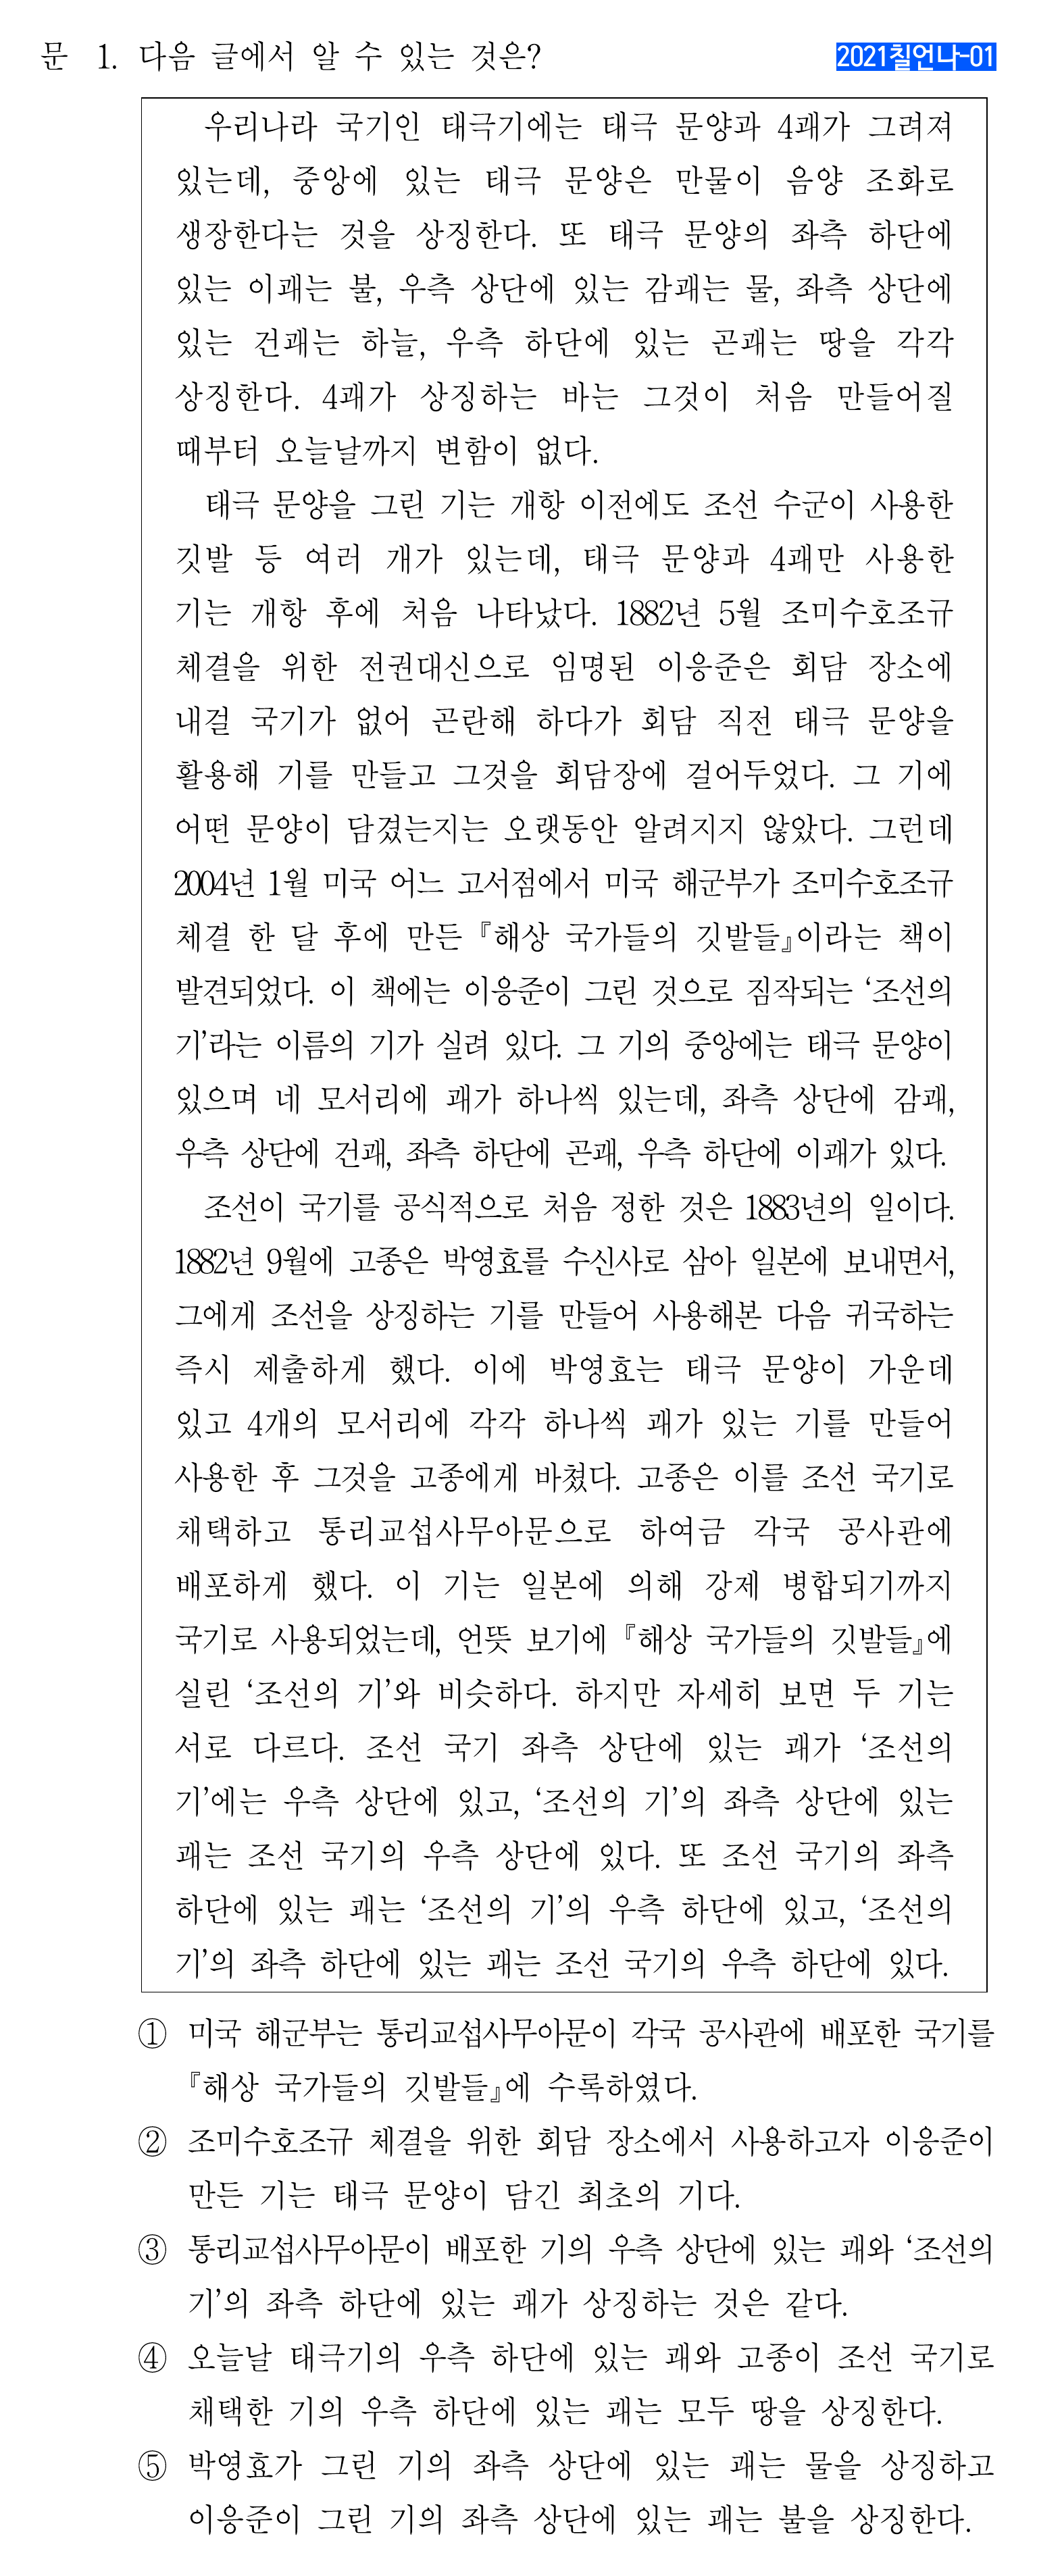 문 1. 다음 글에서 알 수 있는 것은?
2021칠언나-01
우리나라 국기인 태극기에는 태극 문양과 4괘가 그려져
있는데, 중앙에 있는 태극 문양은 만물이 음양 조화로
생장한다는 것을 상징한다. 또 태극 문양의 좌측 하단에
있는 이괘는 불, 우측 상단에 있는 감괘는 물, 좌측 상단에
있는 건괘는 하늘, 우측 하단에 있는 곤괘는 땅을 각각
상징한다. 4괘가 상징하는 바는 그것이 처음 만들어질
때부터 오늘날까지 변함이 없다.
태극 문양을 그린 기는 개항 이전에도 조선 수군이 사용한
깃발 등 여러 개가 있는데, 태극 문양과 4괘만 사용한
기는 개항 후에 처음 나타났다. 1882년 5월 조미수호조규
체결을 위한 전권대신으로 임명된 이응준은 회담 장소에
내걸 국기가 없어 곤란해 하다가 회담 직전 태극 문양을
활용해 기를 만들고 그것을 회담장에 걸어두었다. 그 기에
어떤 문양이 담겼는지는 오랫동안 알려지지 않았다. 그런데
2004년 1월 미국 어느 고서점에서 미국 해군부가 조미수호조규
체결 한 달 후에 만든 『해상 국가들의 깃발들』이라는 책이
발견되었다. 이 책에는 이응준이 그린 것으로 짐작되는 ‘조선의
기’라는 이름의 기가 실려 있다. 그 기의 중앙에는 태극 문양이
있으며 네 모서리에 괘가 하나씩 있는데, 좌측 상단에 감괘,
우측 상단에 건괘, 좌측 하단에 곤괘, 우측 하단에 이괘가 있다.
조선이 국기를 공식적으로 처음 정한 것은 1883년의 일이다.
1882년 9월에 고종은 박영효를 수신사로 삼아 일본에 보내면서,
그에게 조선을 상징하는 기를 만들어 사용해본 다음 귀국하는
즉시 제출하게 했다. 이에 박영효는 태극 문양이 가운데
있고 4개의 모서리에 각각 하나씩 괘가 있는 기를 만들어
사용한 후 그것을 고종에게 바쳤다. 고종은 이를 조선 국기로
채택하고 통리교섭사무아문으로 하여금 각국 공사관에
배포하게 했다. 이 기는 일본에 의해 강제 병합되기까지
국기로 사용되었는데, 언뜻 보기에 『해상 국가들의 깃발들』에
실린 ‘조선의 기’와 비슷하다. 하지만 자세히 보면 두 기는
서로 다르다. 조선 국기 좌측 상단에 있는 괘가 ‘조선의
기’에는 우측 상단에 있고, ‘조선의 기’의 좌측 상단에 있는
괘는 조선 국기의 우측 상단에 있다. 또 조선 국기의 좌측
하단에 있는 괘는 ‘조선의 기’의 우측 하단에 있고, ‘조선의
기’의 좌측 하단에 있는 괘는 조선 국기의 우측 하단에 있다.
① 미국 해군부는 통리교섭사무아문이 각국 공사관에 배포한 국기를
『해상 국가들의 깃발들』에 수록하였다.
② 조미수호조규 체결을 위한 회담 장소에서 사용하고자 이응준이
만든 기는 태극 문양이 담긴 최초의 기다.
③ 통리교섭사무아문이 배포한 기의 우측 상단에 있는 괘와 ‘조선의
기’의 좌측 하단에 있는 괘가 상징하는 것은 같다.
④ 오늘날 태극기의 우측 하단에 있는 괘와 고종이 조선 국기로
채택한 기의 우측 하단에 있는 괘는 모두 땅을 상징한다.
⑤ 박영효가 그린 기의 좌측 상단에 있는 괘는 물을 상징하고
이응준이 그린 기의 좌측 상단에 있는 괘는 불을 상징한다.